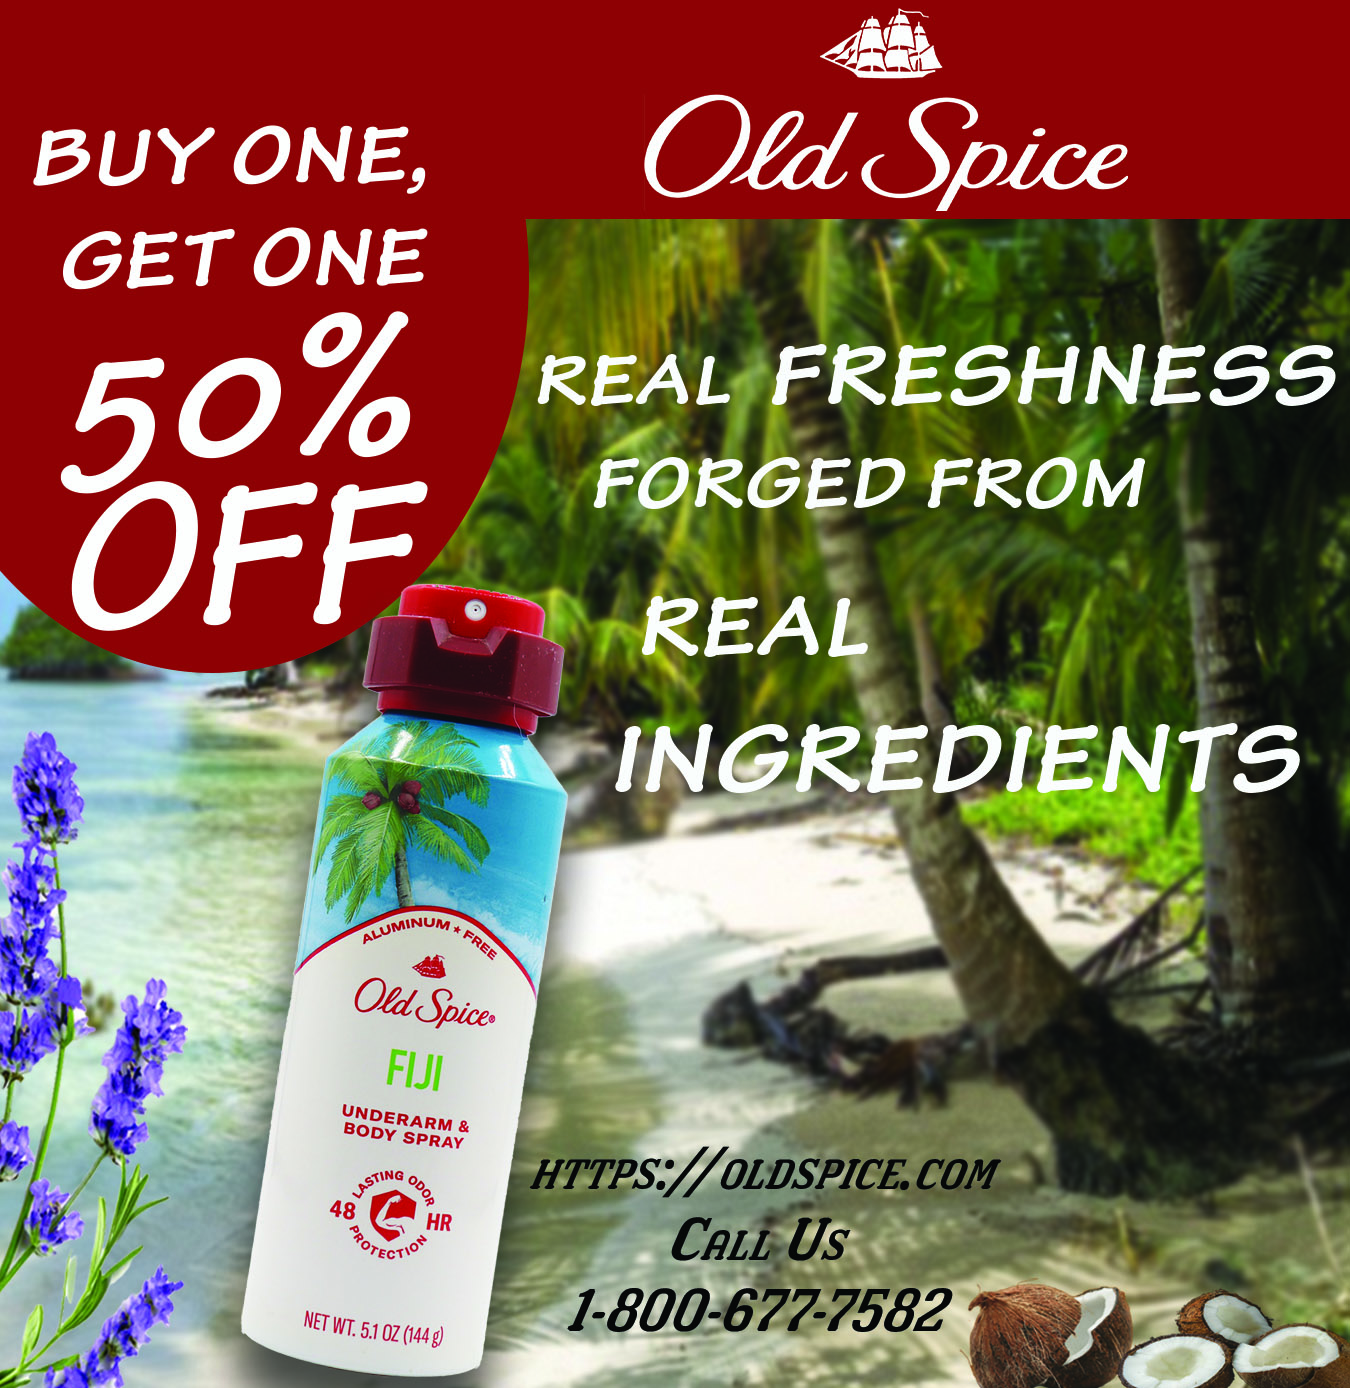 BUY ONE,
GET ONE
50%
OFF
Old Spice
REAL FRESHNESS
FORGED FROM
REAL
INGREDIENTS
ALUMINUM ★ FREE
Old Spice®
FIJI
UNDERARM &
BODY SPRAY
48 HR
LASTING ODOR
PROTECTION
NET WT. 5.1 OZ (144 g)
HTTPS://OLDSPICE.COM
CALL US
1-800-677-7582